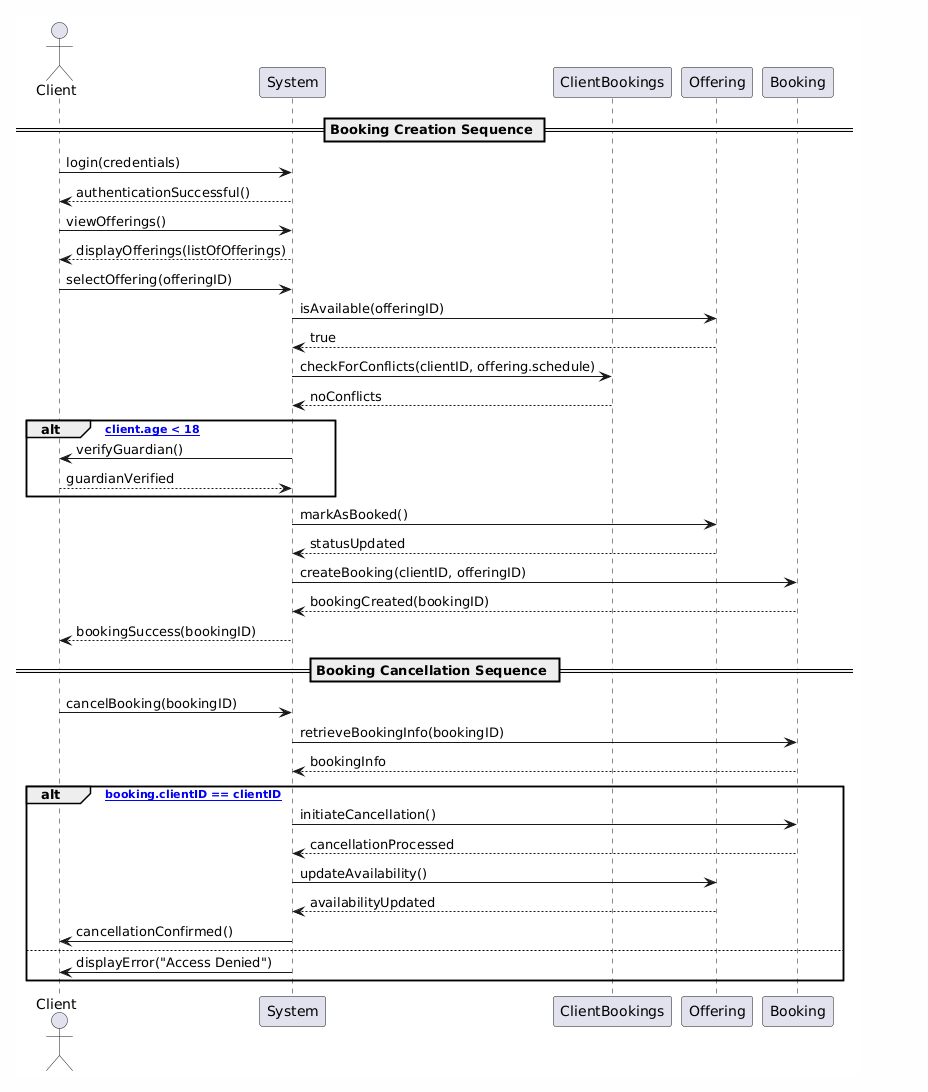 Client
System
ClientBookings
Offering
Booking
Booking Creation Sequence
login(credentials)
authenticationSuccessful()
viewOfferings()
displayOfferings(listOfOfferings)
selectOffering(offeringID)
isAvailable(offeringID)
true
checkForConflicts(clientID, offering.schedule)
noConflicts
alt client.age < 18
verifyGuardian()
guardianVerified
markAsBooked()
statusUpdated
createBooking(clientID, offeringID)
bookingCreated(bookingID)
bookingSuccess(bookingID)
Booking Cancellation Sequence
cancelBooking(bookingID)
retrieveBookingInfo(bookingID)
bookingInfo
alt booking.clientID == clientID
initiateCancellation()
cancellationProcessed
updateAvailability()
availabilityUpdated
cancellationConfirmed()
displayError("Access Denied")
Client
System
ClientBookings
Offering
Booking